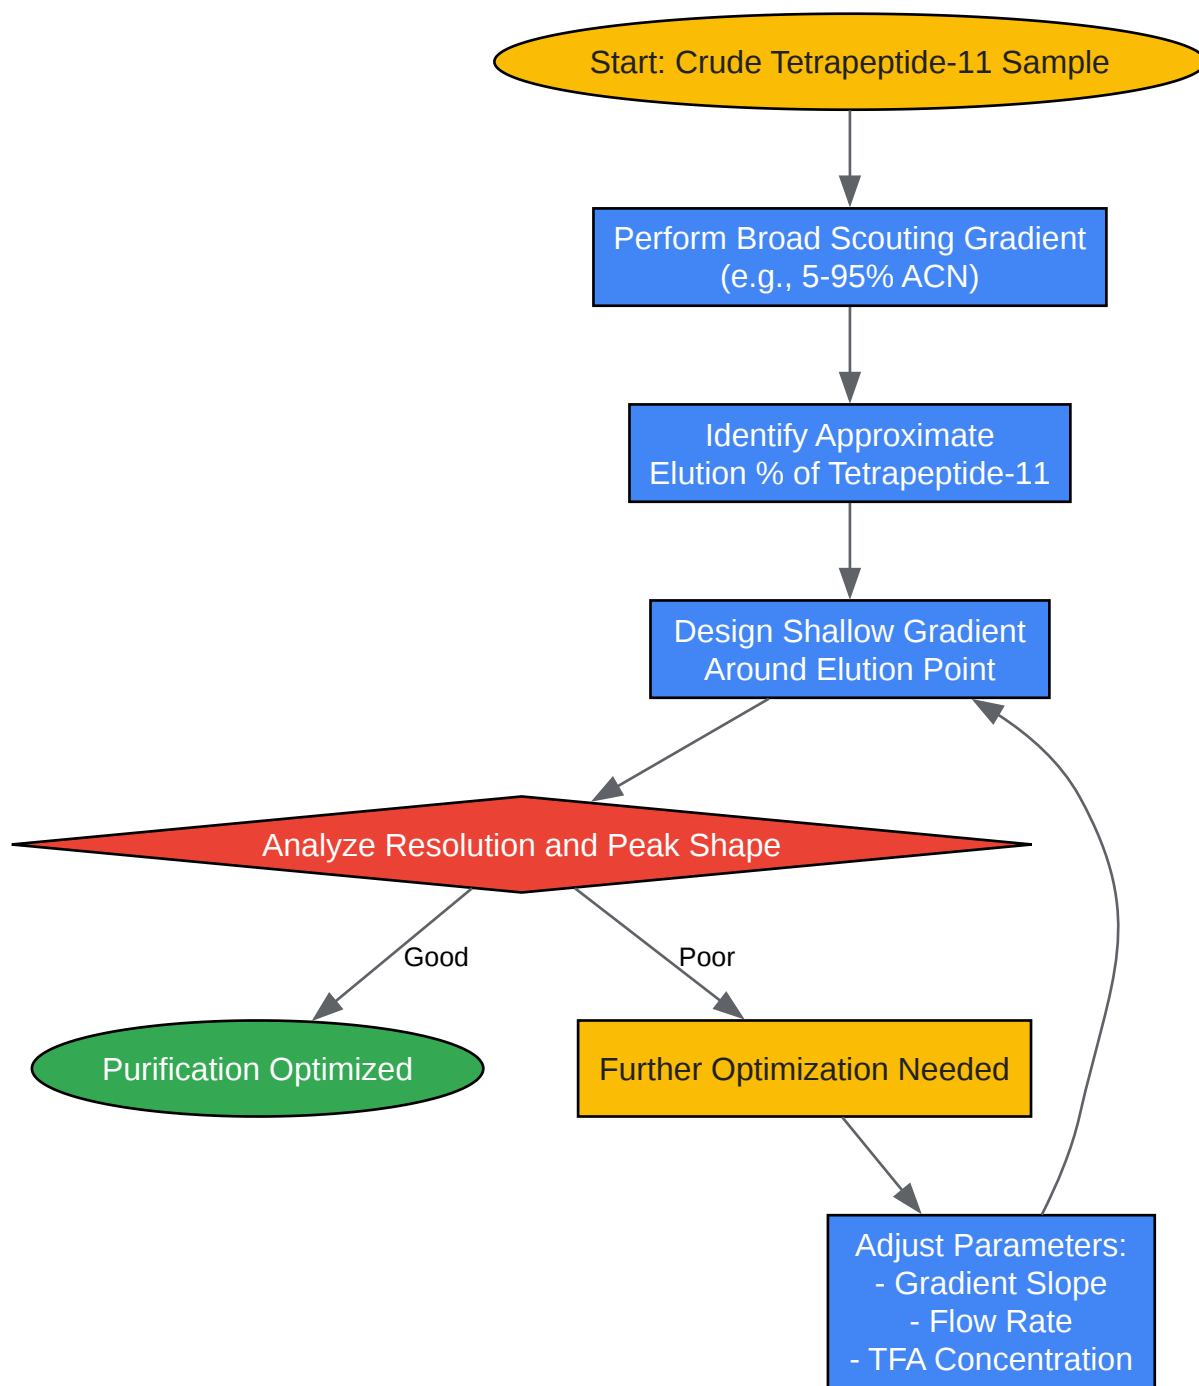 Start: Crude Tetrapeptide-11 Sample
Perform Broad Scouting Gradient
(e.g., 5-95% ACN)
Identify Approximate
Elution % of Tetrapeptide-11
Design Shallow Gradient
Around Elution Point
Analyze Resolution and Peak Shape
Good
Poor
Purification Optimized
Further Optimization Needed
Adjust Parameters:
- Gradient Slope
- Flow Rate
- TFA Concentration